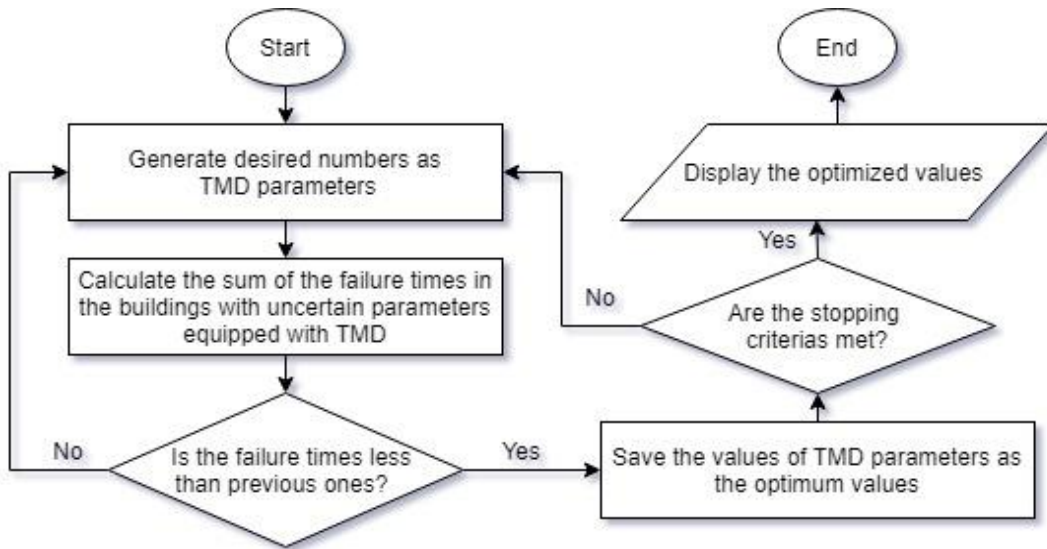 Start
Generate desired numbers as
TMD parameters
Calculate the sum of the failure times in
the buildings with uncertain parameters
equipped with TMD
Is the failure times less
than previous ones?
No
Yes
Save the values of TMD parameters as
the optimum values
Are the stopping
criterias met?
No
Yes
Display the optimized values
End